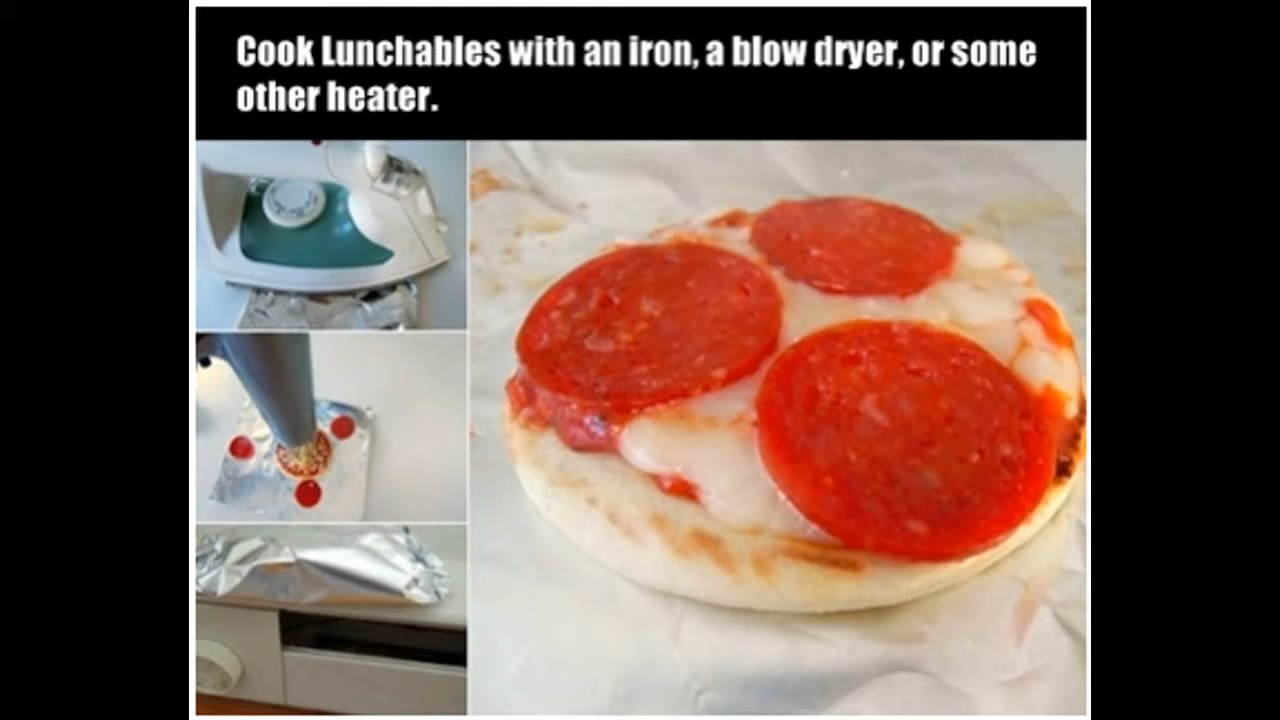 Cook Lunchables with an iron, a blow dryer, or some
other heater.